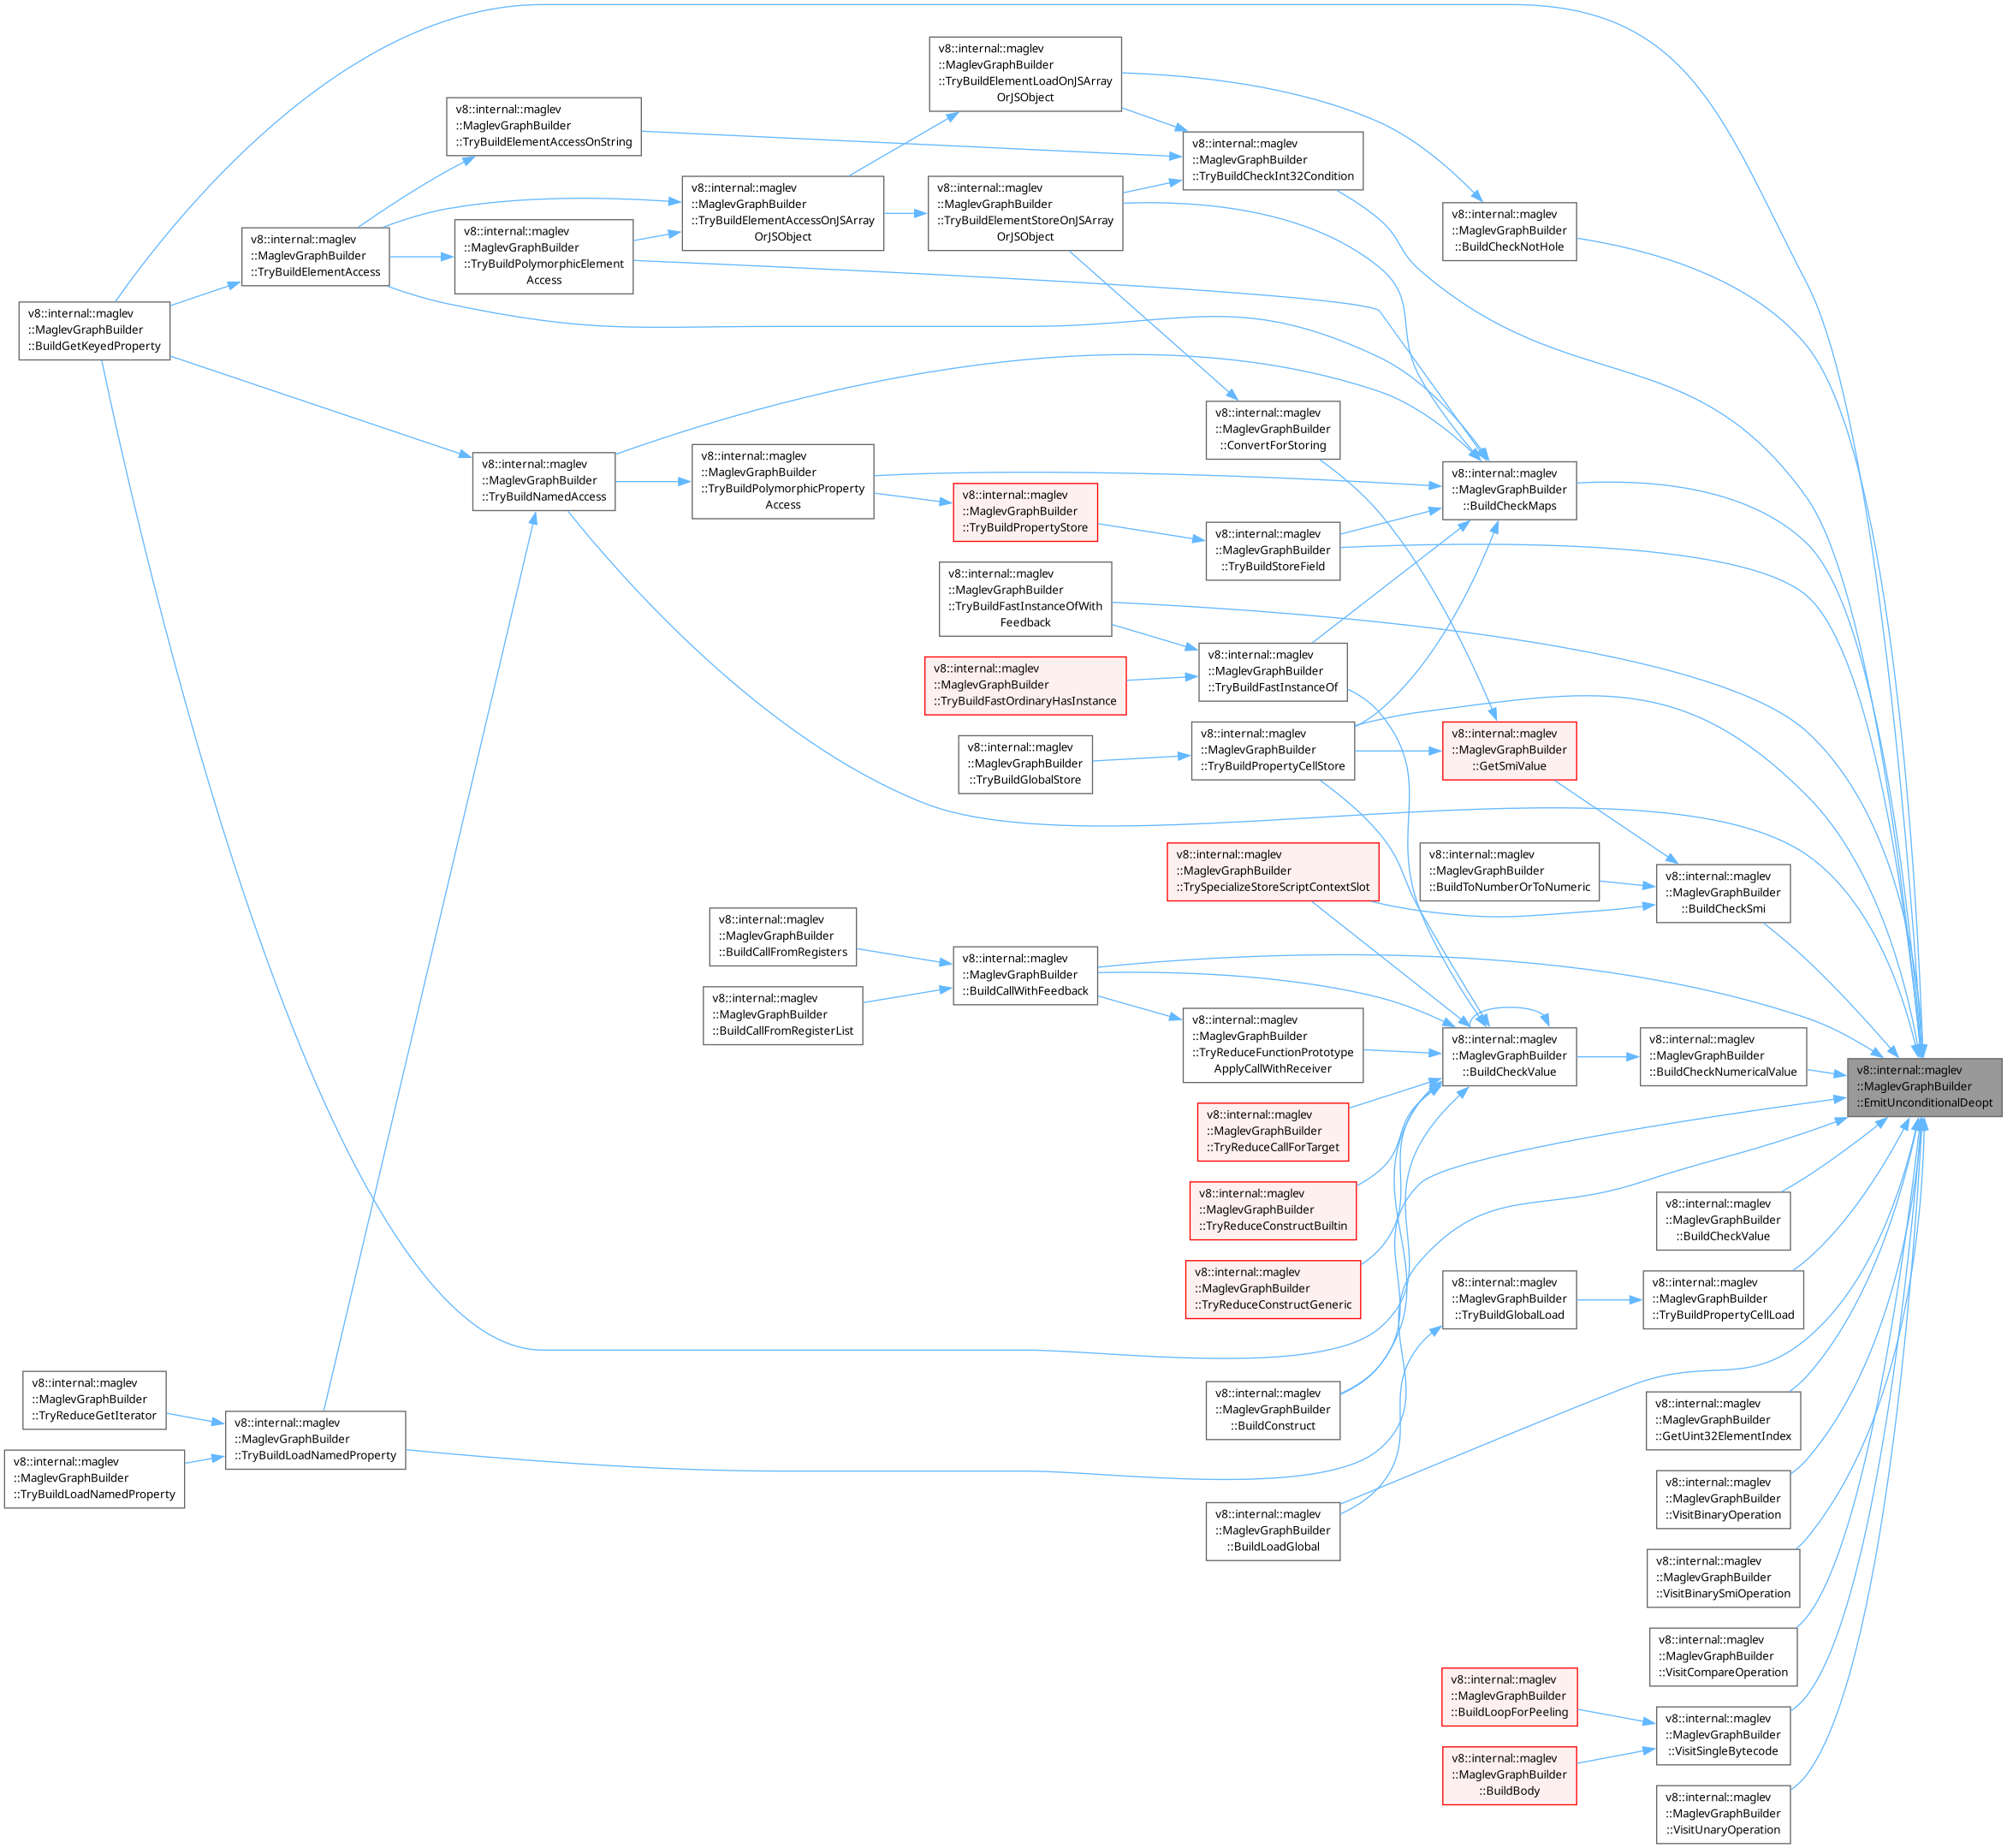 v8::internal::maglev
::MaglevGraphBuilder
::TryBuildElementLoadOnJSArray
OrJSObject
v8::internal::maglev
::MaglevGraphBuilder
::TryBuildElementAccessOnString
v8::internal::maglev
::MaglevGraphBuilder
::TryBuildCheckInt32Condition
v8::internal::maglev
::MaglevGraphBuilder
::TryBuildElementAccessOnJSArray
OrJSObject
v8::internal::maglev
::MaglevGraphBuilder
::TryBuildElementStoreOnJSArray
OrJSObject
v8::internal::maglev
::MaglevGraphBuilder
::BuildCheckNotHole
v8::internal::maglev
::MaglevGraphBuilder
::TryBuildElementAccess
v8::internal::maglev
::MaglevGraphBuilder
::TryBuildPolymorphicElement
Access
v8::internal::maglev
::MaglevGraphBuilder
::BuildGetKeyedProperty
v8::internal::maglev
::MaglevGraphBuilder
::ConvertForStoring
v8::internal::maglev
::MaglevGraphBuilder
::TryBuildNamedAccess
v8::internal::maglev
::MaglevGraphBuilder
::TryBuildPolymorphicProperty
Access
v8::internal::maglev
::MaglevGraphBuilder
::BuildCheckMaps
v8::internal::maglev
::MaglevGraphBuilder
::TryBuildPropertyStore
v8::internal::maglev
::MaglevGraphBuilder
::TryBuildStoreField
v8::internal::maglev
::MaglevGraphBuilder
::TryBuildFastInstanceOfWith
Feedback
v8::internal::maglev
::MaglevGraphBuilder
::TryBuildFastInstanceOf
v8::internal::maglev
::MaglevGraphBuilder
::TryBuildFastOrdinaryHasInstance
v8::internal::maglev
::MaglevGraphBuilder
::TryBuildGlobalStore
v8::internal::maglev
::MaglevGraphBuilder
::TryBuildPropertyCellStore
v8::internal::maglev
::MaglevGraphBuilder
::GetSmiValue
v8::internal::maglev
::MaglevGraphBuilder
::TrySpecializeStoreScriptContextSlot
v8::internal::maglev
::MaglevGraphBuilder
::BuildToNumberOrToNumeric
v8::internal::maglev
::MaglevGraphBuilder
::BuildCheckSmi
v8::internal::maglev
::MaglevGraphBuilder
::BuildCallFromRegisters
v8::internal::maglev
::MaglevGraphBuilder
::BuildCallWithFeedback
v8::internal::maglev
::MaglevGraphBuilder
::BuildCallFromRegisterList
v8::internal::maglev
::MaglevGraphBuilder
::TryReduceFunctionPrototype
ApplyCallWithReceiver
v8::internal::maglev
::MaglevGraphBuilder
::BuildCheckValue
v8::internal::maglev
::MaglevGraphBuilder
::BuildCheckNumericalValue
v8::internal::maglev
::MaglevGraphBuilder
::EmitUnconditionalDeopt
v8::internal::maglev
::MaglevGraphBuilder
::TryReduceCallForTarget
v8::internal::maglev
::MaglevGraphBuilder
::TryReduceConstructBuiltin
v8::internal::maglev
::MaglevGraphBuilder
::BuildCheckValue
v8::internal::maglev
::MaglevGraphBuilder
::TryReduceConstructGeneric
v8::internal::maglev
::MaglevGraphBuilder
::TryBuildGlobalLoad
v8::internal::maglev
::MaglevGraphBuilder
::TryBuildPropertyCellLoad
v8::internal::maglev
::MaglevGraphBuilder
::TryReduceGetIterator
v8::internal::maglev
::MaglevGraphBuilder
::TryBuildLoadNamedProperty
v8::internal::maglev
::MaglevGraphBuilder
::TryBuildLoadNamedProperty
v8::internal::maglev
::MaglevGraphBuilder
::BuildConstruct
v8::internal::maglev
::MaglevGraphBuilder
::GetUint32ElementIndex
v8::internal::maglev
::MaglevGraphBuilder
::VisitBinaryOperation
v8::internal::maglev
::MaglevGraphBuilder
::BuildLoadGlobal
v8::internal::maglev
::MaglevGraphBuilder
::VisitBinarySmiOperation
v8::internal::maglev
::MaglevGraphBuilder
::VisitCompareOperation
v8::internal::maglev
::MaglevGraphBuilder
::BuildLoopForPeeling
v8::internal::maglev
::MaglevGraphBuilder
::VisitSingleBytecode
v8::internal::maglev
::MaglevGraphBuilder
::BuildBody
v8::internal::maglev
::MaglevGraphBuilder
::VisitUnaryOperation